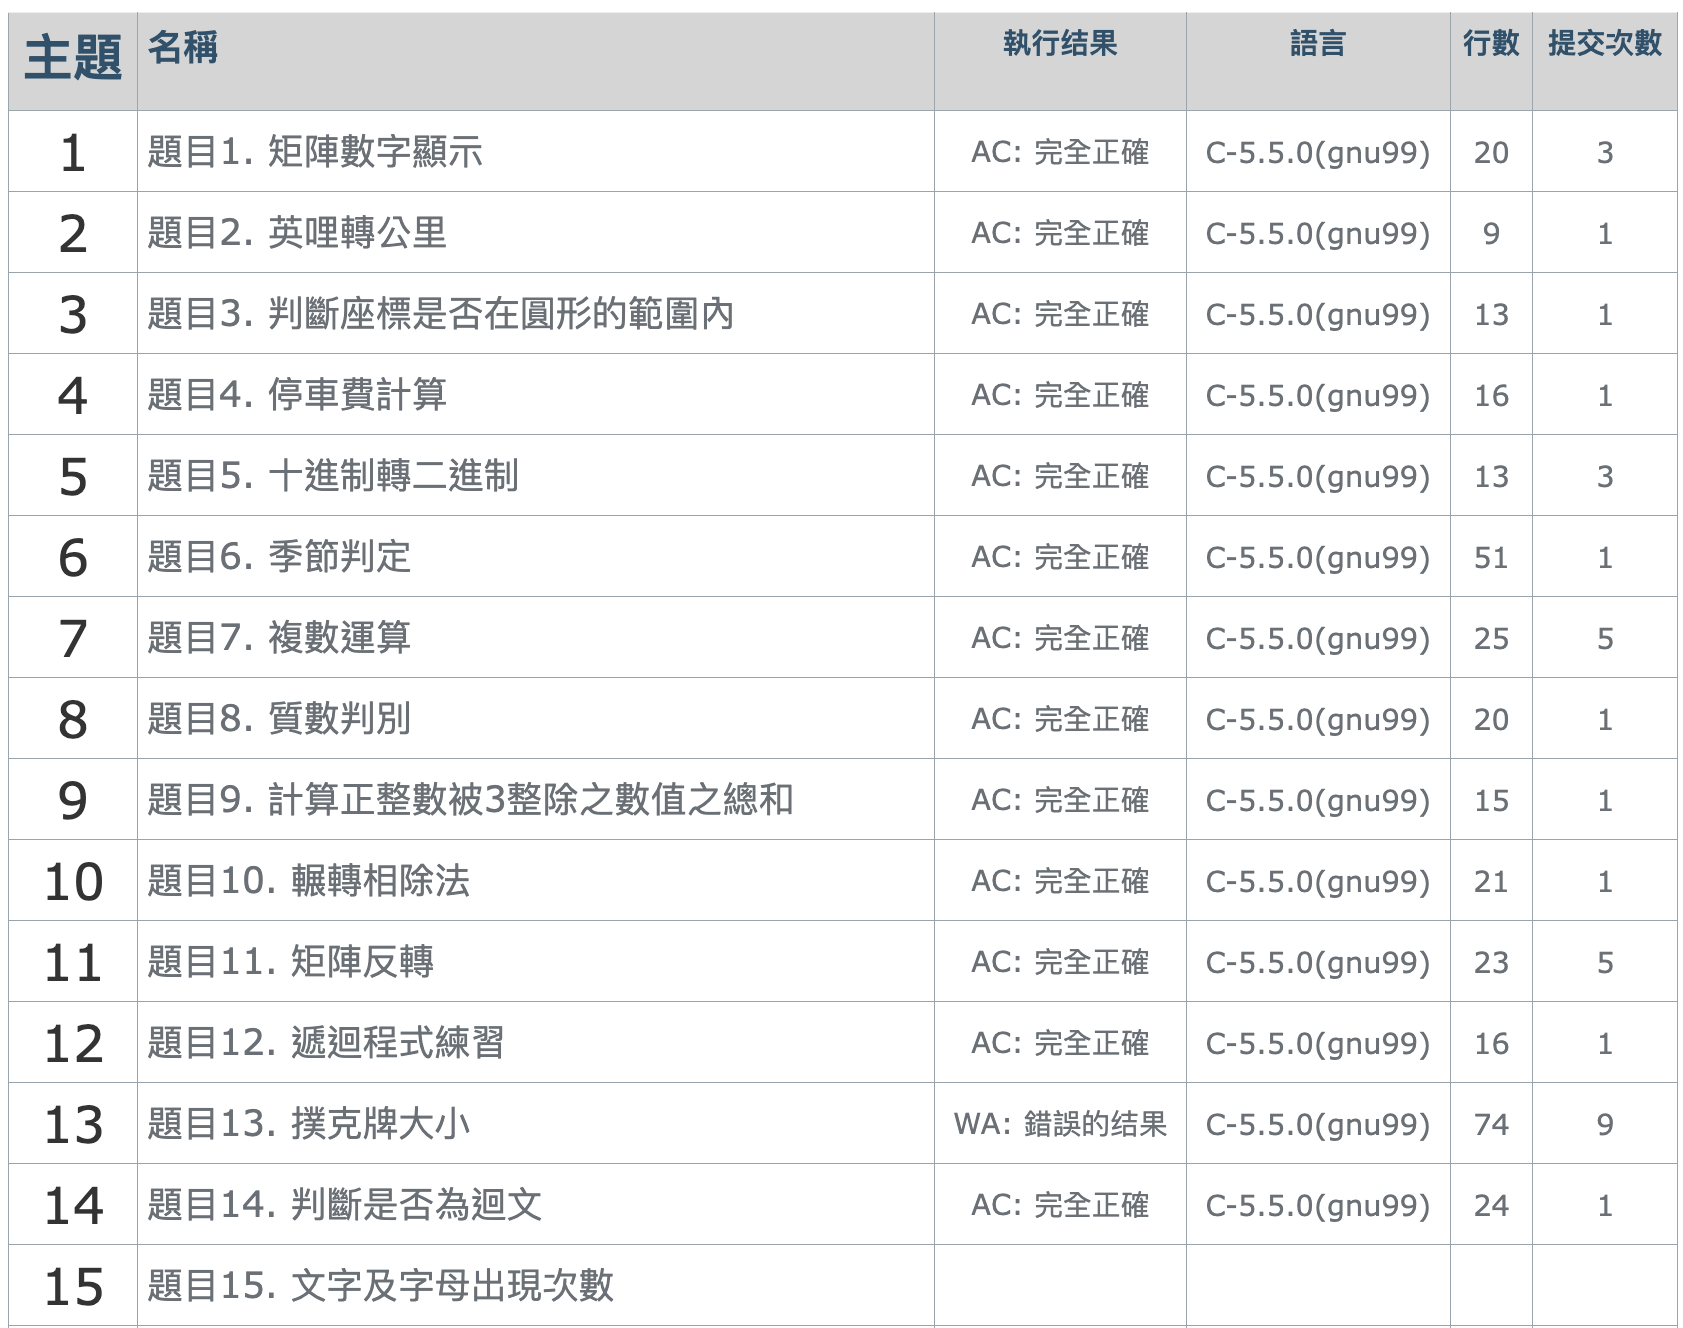 主題 名稱 執行结果 語言 行數 提交次數
1 題目1. 矩陣數字顯示 AC: 完全正確 C-5.5.0(gnu99) 20 3
2 題目2. 英哩轉公里 AC: 完全正確 C-5.5.0(gnu99) 9 1
3 題目3. 判斷座標是否在圓形的範圍內 AC: 完全正確 C-5.5.0(gnu99) 13 1
4 題目4. 停車費計算 AC: 完全正確 C-5.5.0(gnu99) 16 1
5 題目5. 十進制轉二進制 AC: 完全正確 C-5.5.0(gnu99) 13 3
6 題目6. 季節判定 AC: 完全正確 C-5.5.0(gnu99) 51 1
7 題目7. 複數運算 AC: 完全正確 C-5.5.0(gnu99) 25 5
8 題目8. 質數判別 AC: 完全正確 C-5.5.0(gnu99) 20 1
9 題目9. 計算正整數被3整除之數值之總和 AC: 完全正確 C-5.5.0(gnu99) 15 1
10 題目10. 輾轉相除法 AC: 完全正確 C-5.5.0(gnu99) 21 1
11 題目11. 矩陣反轉 AC: 完全正確 C-5.5.0(gnu99) 23 5
12 題目12. 遞迴程式練習 AC: 完全正確 C-5.5.0(gnu99) 16 1
13 題目13. 撲克牌大小 WA: 錯誤的结果 C-5.5.0(gnu99) 74 9
14 題目14. 判斷是否為迴文 AC: 完全正確 C-5.5.0(gnu99) 24 1
15 題目15. 文字及字母出現次數